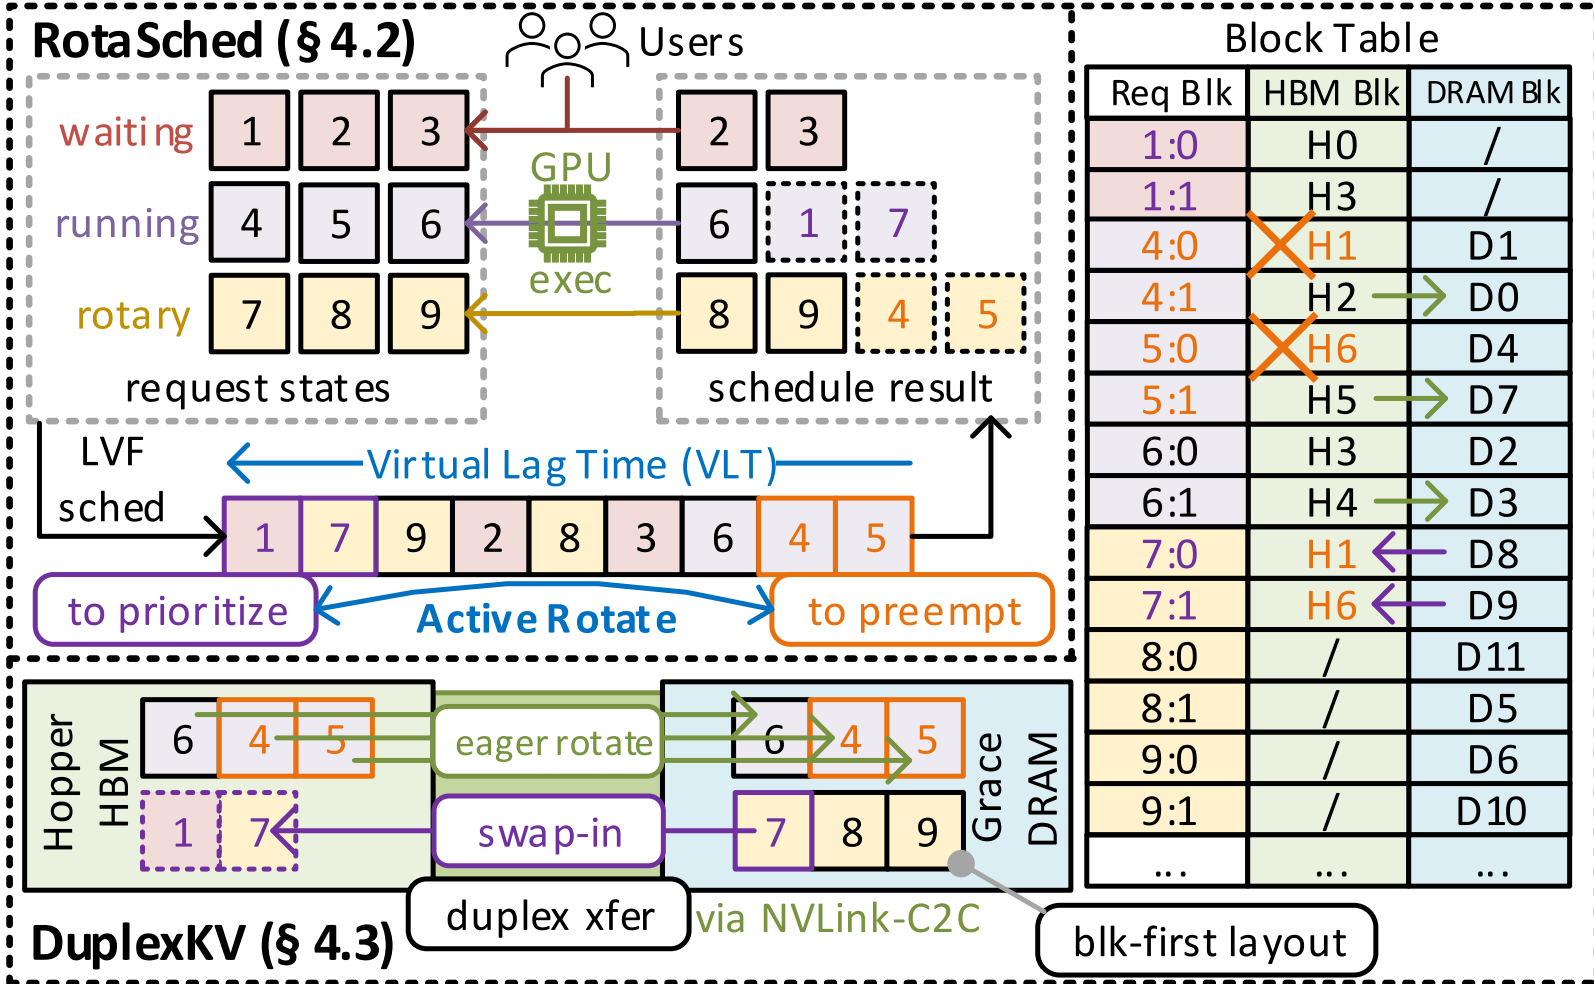 RotaSched (§ 4.2)
Users
waiting 1 2 3
2 3
GPU
running 4 5 6
6 1 7
exec
rotary 7 8 9
8 9 4 5
request states
schedule result
LVF
sched
Virtual Lag Time (VLT)
1 7 9 2 8 3 6 4 5
to prioritize
Active Rotate
to preempt
Hopper
HBM
6 4 5
eager rotate
6 4 5
1 7
swap-in
7 8 9
Grace
DRAM
duplex xfer
via NVLink-C2C
blk-first layout
DuplexKV (§ 4.3)
Block Table
Req Blk HBM Blk DRAM Blk
1:0 H0 /
1:1 H3 /
4:0 H1 D1
4:1 H2 D0
5:0 H6 D4
5:1 H5 D7
6:0 H3 D2
6:1 H4 D3
7:0 H1 D8
7:1 H6 D9
8:0 / D11
8:1 / D5
9:0 / D6
9:1 / D10
... ... ...